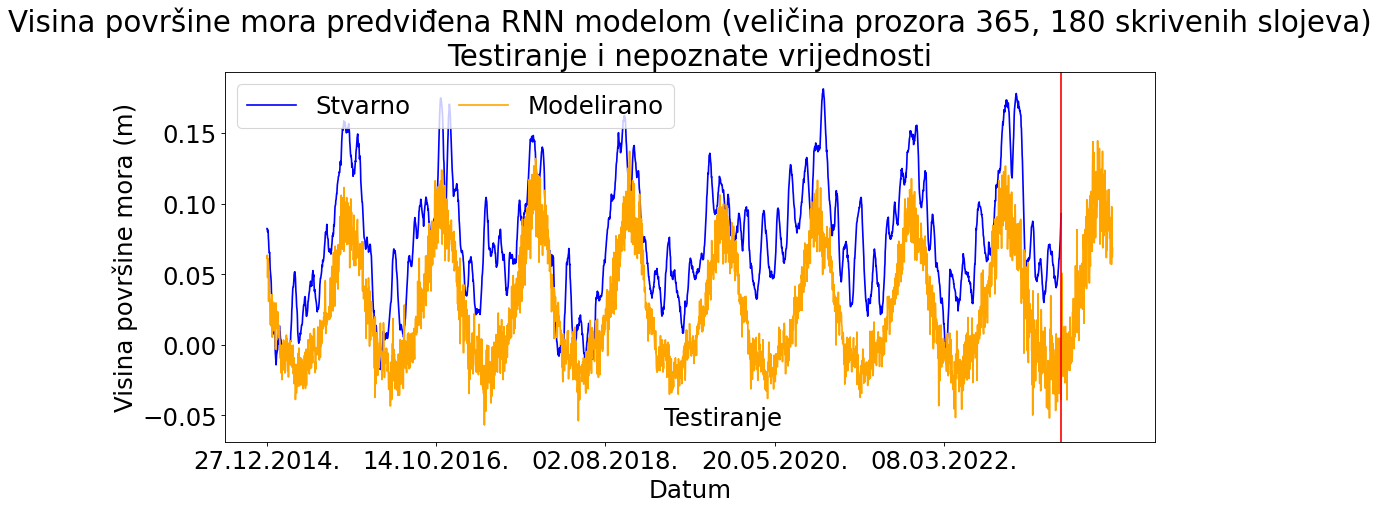 Visina površine mora predviđena RNN modelom (veličina prozora 365, 180 skrivenih slojeva)
Testiranje i nepoznate vrijednosti
Stvarno Modelirano
Visina površine mora (m)
0.15
0.10
0.05
0.00
−0.05
Testiranje
27.12.2014. 14.10.2016. 02.08.2018. 20.05.2020. 08.03.2022.
Datum